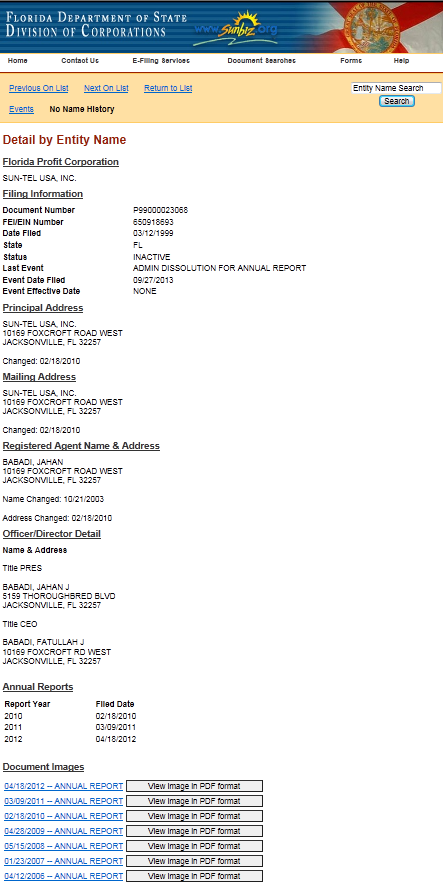 FLORIDA DEPARTMENT OF STATE
DIVISION OF CORPORATIONS
www.Sunbiz.org
Home Contact Us E-Filing Services Document Searches Forms Help
Previous On List Next On List Return to List Entity Name Search
Search
Events No Name History
Detail by Entity Name
Florida Profit Corporation
SUN-TEL USA, INC.
Filing Information
Document Number P99000023068
FEI/EIN Number 650918693
Date Filed 03/12/1999
State FL
Status INACTIVE
Last Event ADMIN DISSOLUTION FOR ANNUAL REPORT
Event Date Filed 09/27/2013
Event Effective Date NONE
Principal Address
SUN-TEL USA, INC.
10169 FOXCROFT ROAD WEST
JACKSONVILLE, FL 32257
Changed: 02/18/2010
Mailing Address
SUN-TEL USA, INC.
10169 FOXCROFT ROAD WEST
JACKSONVILLE, FL 32257
Changed: 02/18/2010
Registered Agent Name & Address
BABADI, JAHAN
10169 FOXCROFT ROAD WEST
JACKSONVILLE, FL 32257
Name Changed: 10/21/2003
Address Changed: 02/18/2010
Officer/Director Detail
Name & Address
Title PRES
BABADI, JAHAN J
5159 THOROUGHBRED BLVD
JACKSONVILLE, FL 32257
Title CEO
BABADI, FATULLAH J
10169 FOXCROFT RD WEST
JACKSONVILLE, FL 32257
Annual Reports
Report Year Filed Date
2010 02/18/2010
2011 03/09/2011
2012 04/18/2012
Document Images
04/18/2012 -- ANNUAL REPORT View image in PDF format
03/09/2011 -- ANNUAL REPORT View image in PDF format
02/18/2010 -- ANNUAL REPORT View image in PDF format
04/28/2009 -- ANNUAL REPORT View image in PDF format
05/15/2008 -- ANNUAL REPORT View image in PDF format
01/23/2007 -- ANNUAL REPORT View image in PDF format
04/12/2006 -- ANNUAL REPORT View image in PDF format